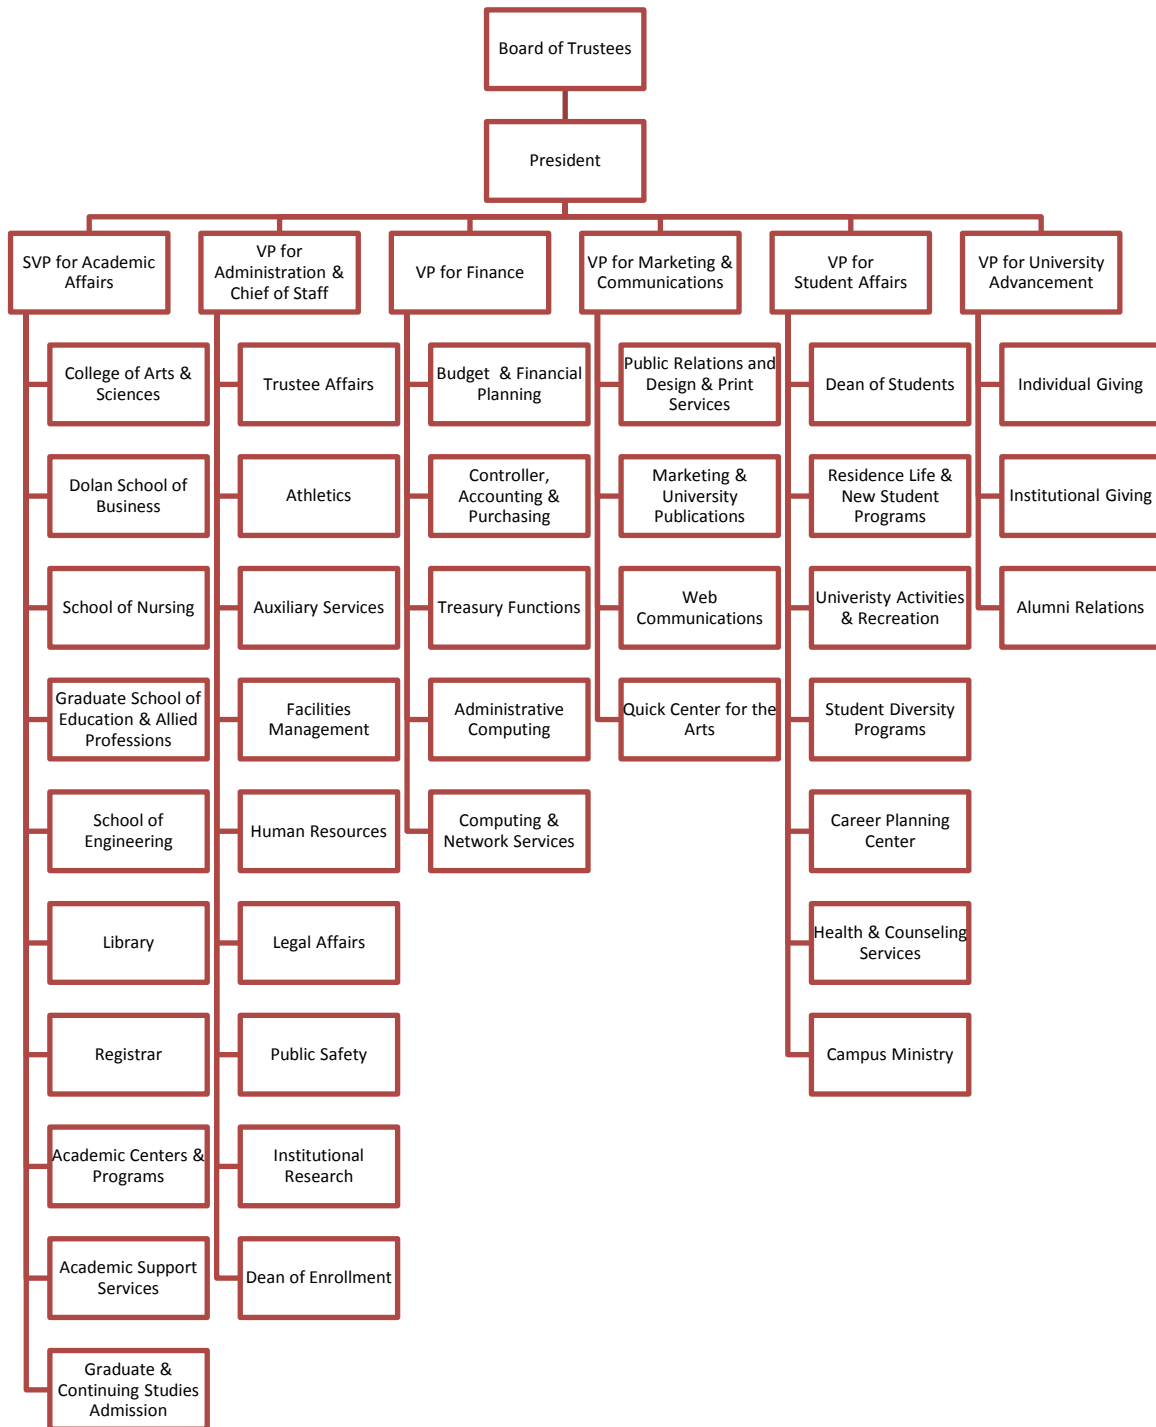 Board of Trustees
President
SVP for Academic
Affairs
VP for
Administration &
Chief of Staff
VP for Finance
VP for Marketing &
Communications
VP for
Student Affairs
VP for University
Advancement
College of Arts &
Sciences
Trustee Affairs
Budget & Financial
Planning
Public Relations and
Design & Print
Services
Dean of Students
Individual Giving
Dolan School of
Business
Athletics
Controller,
Accounting &
Purchasing
Marketing &
University
Publications
Residence Life &
New Student
Programs
Institutional Giving
School of Nursing
Auxiliary Services
Treasury Functions
Web
Communications
Univeristy Activities
& Recreation
Alumni Relations
Graduate School of
Education & Allied
Professions
Facilities
Management
Administrative
Computing
Quick Center for the
Arts
Student Diversity
Programs
School of
Engineering
Human Resources
Computing &
Network Services
Career Planning
Center
Library
Legal Affairs
Health & Counseling
Services
Registrar
Public Safety
Campus Ministry
Academic Centers &
Programs
Institutional
Research
Academic Support
Services
Dean of Enrollment
Graduate &
Continuing Studies
Admission